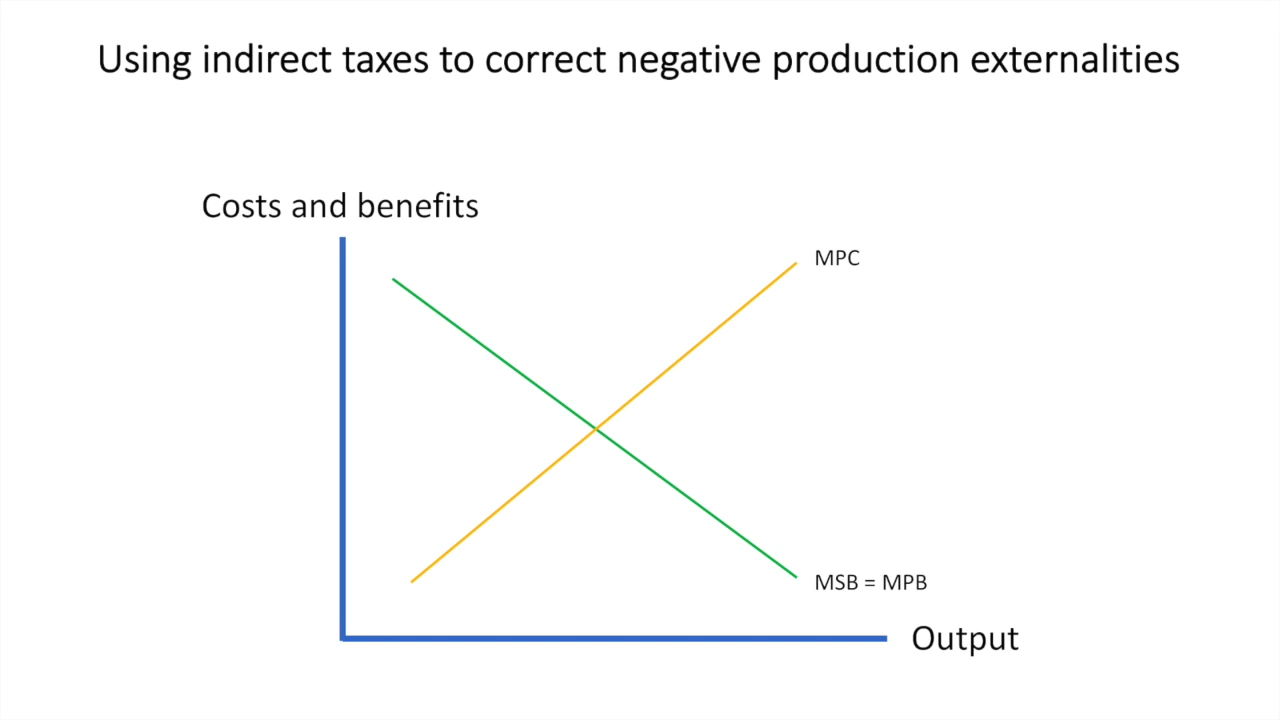 Using indirect taxes to correct negative production externalities
Costs and benefits
MPC
MSB = MPB
Output